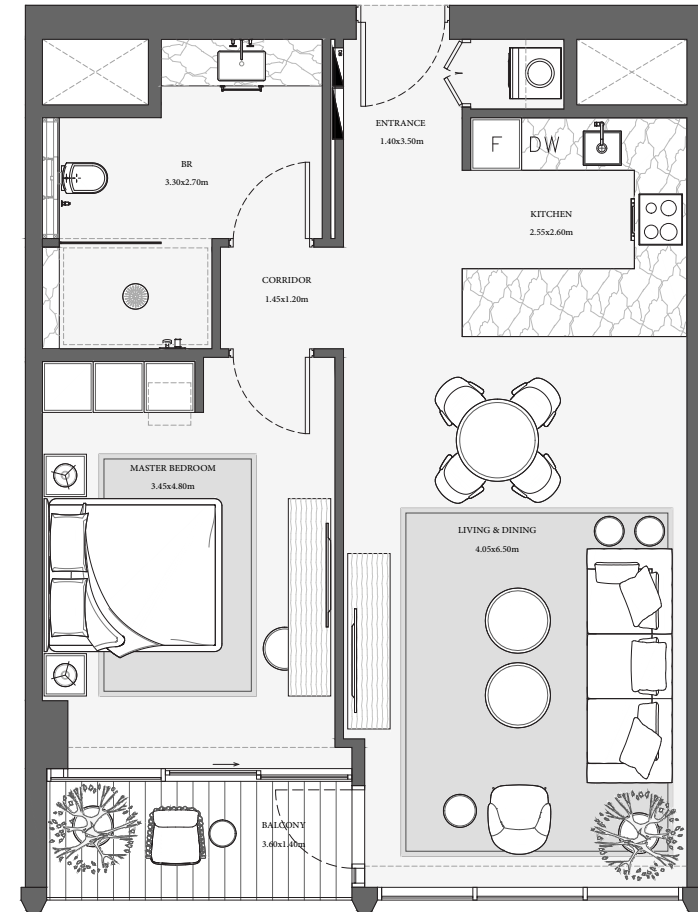 ENTRANCE
1.40x3.50m
F
DW
BR
3.30x2.70m
KITCHEN
2.55x2.60m
CORRIDOR
1.45x1.20m
MASTER BEDROOM
3.45x4.80m
LIVING & DINING
4.05x6.50m
BALCONY
3.60x1.40m